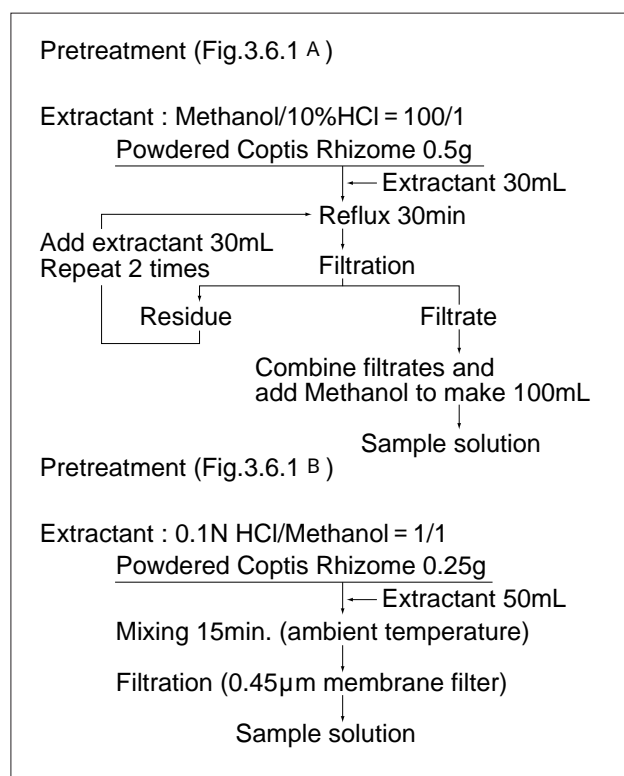 Pretreatment (Fig.3.6.1 A )
Extractant : Methanol/10%HCl = 100/1
Powdered Coptis Rhizome 0.5g
Extractant 30mL
Reflux 30min
Add extractant 30mL
Repeat 2 times
Filtration
Residue
Filtrate
Combine filtrates and
add Methanol to make 100mL
Sample solution
Pretreatment (Fig.3.6.1 B )
Extractant : 0.1N HCl/Methanol = 1/1
Powdered Coptis Rhizome 0.25g
Extractant 50mL
Mixing 15min. (ambient temperature)
Filtration (0.45µm membrane filter)
Sample solution